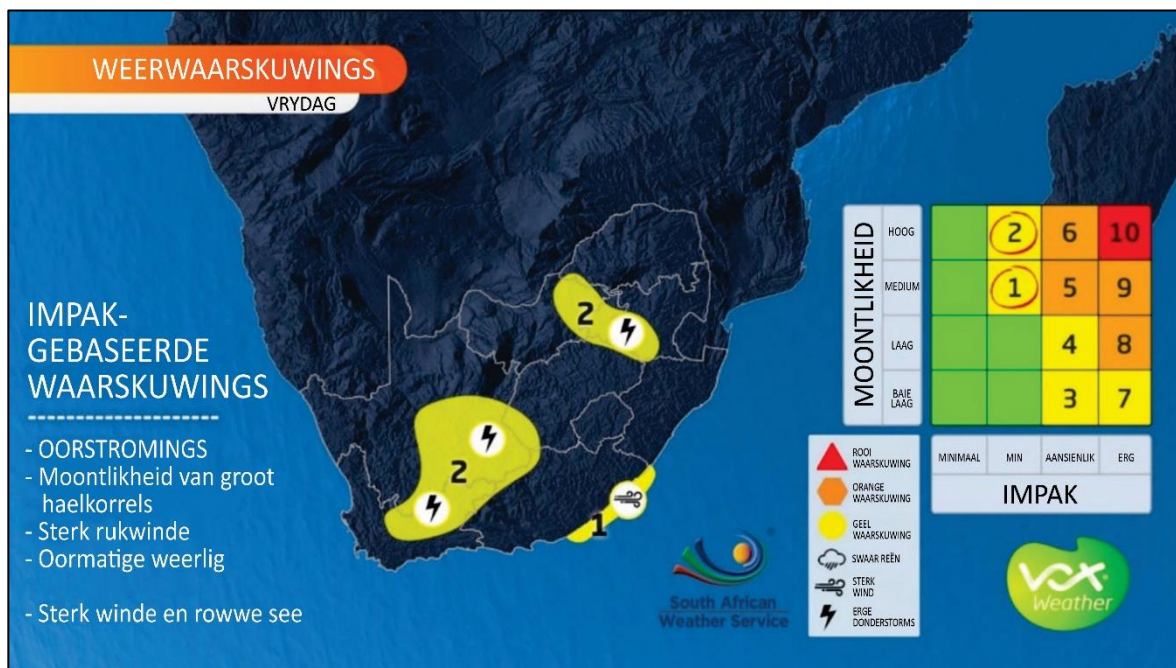 WEERWAARSKUWINGS
VRYDAG
IMPAK-
GEBASEERDE
WAARSKUWINGS
- OORSTROMINGS
- Moontlikheid van groot
haelkorrels
- Sterk rukwinde
- Oormatige weerlig
- Sterk winde en rowwe see
2
2
1
MOONTLIKHEID
HOOG
2
6
10
MEDIUM
1
5
9
LAAG
4
8
BAIE
LAAG
3
7
MINIMAAL
MIN
AANSIENLIK
ERG
IMPAK
ROOI
WAARSKUWING
ORANGE
WAARSKUWING
GEEL
WAARSKUWING
SWAAR REËN
STERK
WIND
ERGE
DONDERSTORMS
South African
Weather Service
VOX
Weather